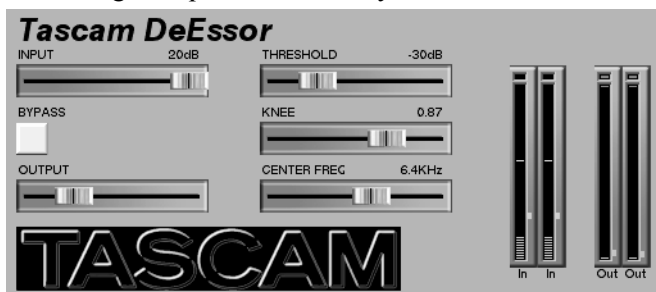 Tascam DeEssor
INPUT 20dB
THRESHOLD -30dB
BYPASS
KNEE 0.87
OUTPUT
CENTER FREQ 6.4KHz
TASCAM
In In Out Out